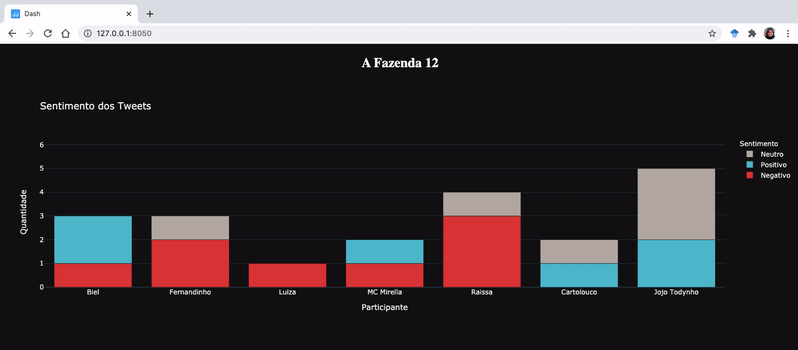 Dash
127.0.0.1:8050
A Fazenda 12
Sentimento dos Tweets
Sentimento
Neutro
Positivo
Negativo
Quantidade
6
5
4
3
2
1
0
Biel Fernandinho Luiza MC Mirella Raissa Cartolouco Jojo Todynho
Participante